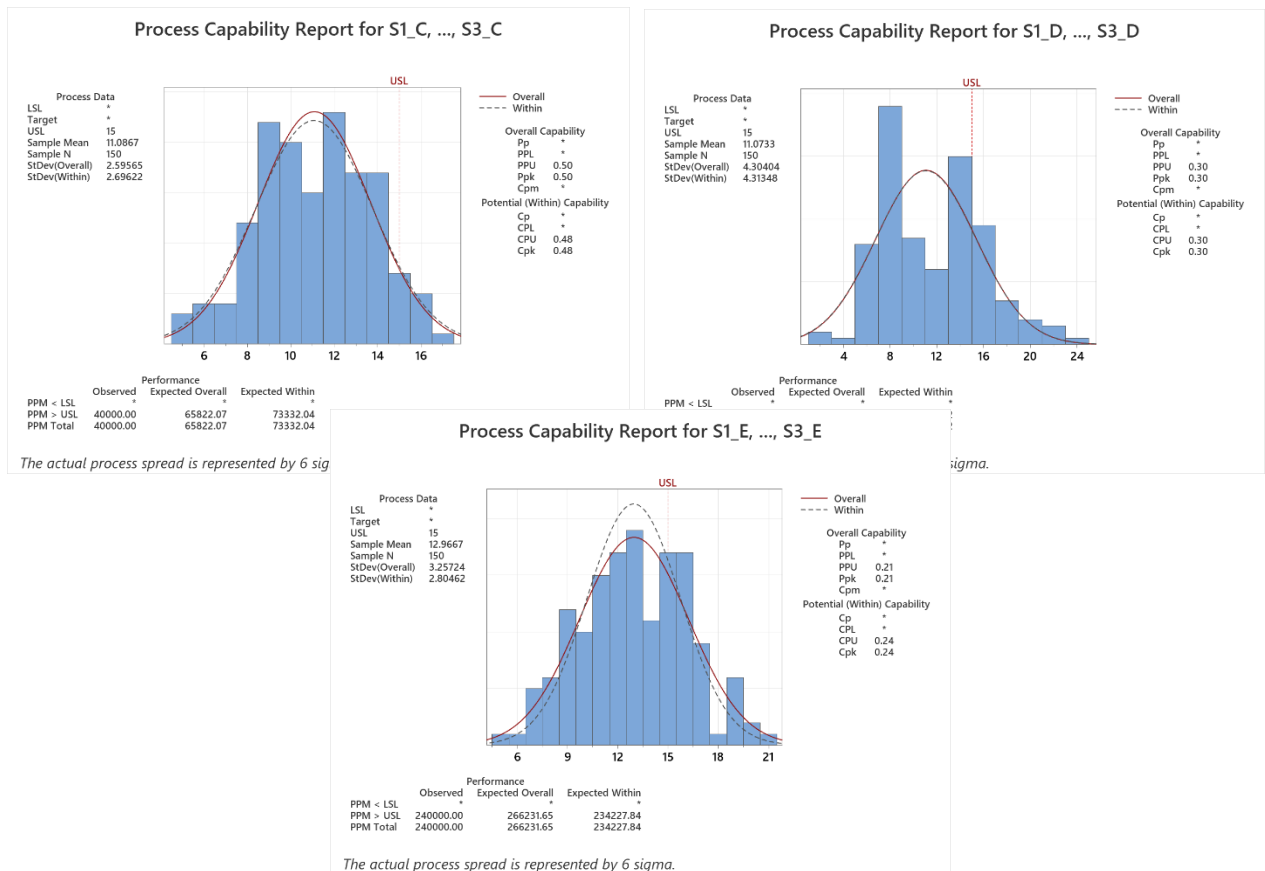 Process Capability Report for S1_C, ..., S3_C
USL
Process Data
LSL *
Target *
USL 15
Sample Mean 11.0867
Sample N 150
StDev(Overall) 2.59565
StDev(Within) 2.69622
Overall
Within
Overall Capability
Pp *
PPL *
PPU 0.50
Ppk 0.50
Cpm *
Potential (Within) Capability
Cp *
CPL *
CPU 0.48
Cpk 0.48
6 8 10 12 14 16
Performance
Observed Expected Overall Expected Within
PPM < LSL * * *
PPM > USL 40000.00 65822.07 73332.04
PPM Total 40000.00 65822.07 73332.04
The actual process spread is represented by 6 sig
Process Capability Report for S1_D, ..., S3_D
USL
Process Data
LSL *
Target *
USL 15
Sample Mean 11.0733
Sample N 150
StDev(Overall) 4.30404
StDev(Within) 4.31348
Overall
Within
Overall Capability
Pp *
PPL *
PPU 0.30
Ppk 0.30
Cpm *
Potential (Within) Capability
Cp *
CPL *
CPU 0.30
Cpk 0.30
4 8 12 16 20 24
Performance
Observed Expected Overall Expected Within
PPM < LSL * * *
sigma.
Process Capability Report for S1_E, ..., S3_E
USL
Process Data
LSL *
Target *
USL 15
Sample Mean 12.9667
Sample N 150
StDev(Overall) 3.25724
StDev(Within) 2.80462
Overall
Within
Overall Capability
Pp *
PPL *
PPU 0.21
Ppk 0.21
Cpm *
Potential (Within) Capability
Cp *
CPL *
CPU 0.24
Cpk 0.24
6 9 12 15 18 21
Performance
Observed Expected Overall Expected Within
PPM < LSL * * *
PPM > USL 240000.00 266231.65 234227.84
PPM Total 240000.00 266231.65 234227.84
The actual process spread is represented by 6 sigma.